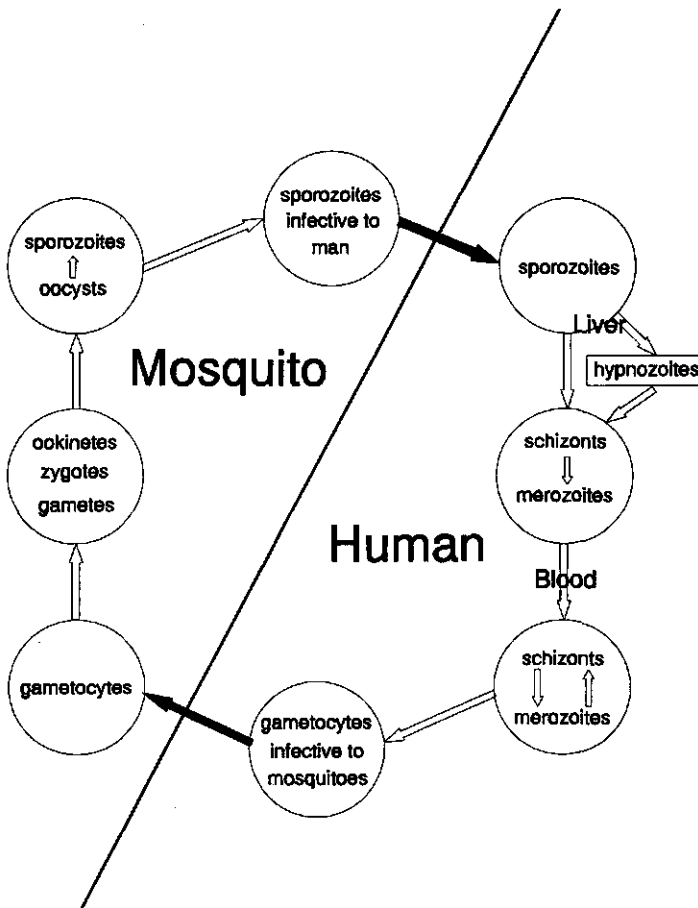 sporozoites
infective to
man
sporozoites
oocysts
sporozoites
Liver
hypnozoites
Mosquito
ookinetes
zygotes
gametes
schizonts
merozoites
Human
Blood
gametocytes
schizonts
merozoites
gametocytes
infective to
mosquitoes